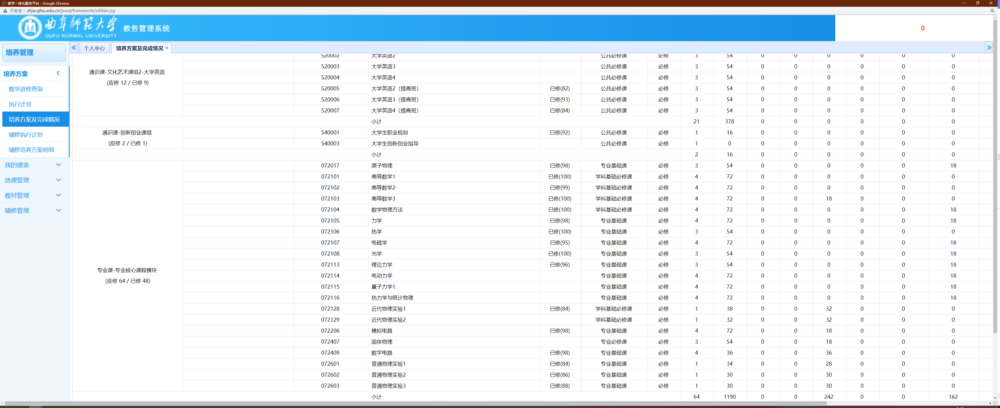 教学一体化服务平台 - Google Chrome
不安全 | zhjw.qfnu.edu.cn/jsxsd/framework/xsMain.jsp
曲阜师范大学 教务管理系统
QUFU NORMAL UNIVERSITY
0
培养管理
培养方案
教学进程查询
执行计划
培养方案及完成情况
辅修执行计划
辅修培养方案明细
我的课表
选课管理
教材管理
辅修管理
个人中心 培养方案及完成情况
通识课-文化艺术课组2-大学英语
(应修 12 / 已修 9)
520002 大学英语2 公共必修课 必修 3 54 0 0 0 0 0 0
520003 大学英语3 公共必修课 必修 3 54 0 0 0 0 0 0
520004 大学英语4 公共必修课 必修 3 54 0 0 0 0 0 0
520005 大学英语2（提高班） 已修(82) 公共必修课 必修 3 54 0 0 0 0 0 0
520006 大学英语3（提高班） 已修(93) 公共必修课 必修 3 54 0 0 0 0 0 0
520007 大学英语4（提高班） 已修(84) 公共必修课 必修 3 54 0 0 0 0 0 0
小计 21 378 0 0 0 0 0 0
通识课-创新创业课组
(应修 2 / 已修 1)
540001 大学生职业规划 已修(92) 公共必修课 必修 1 16 0 0 0 0 0 0
540003 大学生创新创业指导 公共必修课 必修 1 0 0 0 0 0 0 0
小计 2 16 0 0 0 0 0 0
专业课-专业核心课程模块
(应修 64 / 已修 48)
072017 原子物理 已修(98) 专业基础课 必修 3 54 0 0 0 0 0 18
072101 高等数学1 已修(100) 学科基础必修课 必修 4 72 0 0 0 0 0 0
072102 高等数学2 已修(99) 学科基础必修课 必修 4 72 0 0 0 0 0 0
072103 高等数学3 已修(100) 学科基础必修课 必修 4 72 0 0 18 0 0 0
072104 数学物理方法 已修(100) 学科基础必修课 必修 4 72 0 0 0 0 0 18
072105 力学 已修(98) 专业基础课 必修 4 72 0 0 0 0 0 18
072106 热学 已修(100) 专业基础课 必修 3 54 0 0 0 0 0 0
072107 电磁学 已修(95) 专业基础课 必修 4 72 0 0 0 0 0 18
072108 光学 已修(100) 专业基础课 必修 3 54 0 0 0 0 0 18
072113 理论力学 已修(96) 专业基础课 必修 3 54 0 0 0 0 0 18
072114 电动力学 专业基础课 必修 4 72 0 0 0 0 0 18
072115 量子力学1 专业基础课 必修 4 72 0 0 0 0 0 18
072116 热力学与统计物理 专业基础课 必修 4 72 0 0 0 0 0 18
072128 近代物理实验1 已修(84) 学科基础必修课 必修 1 38 0 0 32 0 0 0
072129 近代物理实验2 学科基础必修课 必修 1 32 0 0 32 0 0 0
072206 模拟电路 已修(98) 专业基础课 必修 4 72 0 0 18 0 0 0
072407 固体物理 专业必修课 必修 3 54 0 0 18 0 0 0
072409 数字电路 已修(98) 专业基础课 必修 4 36 0 0 36 0 0 0
072601 普通物理实验1 已修(84) 专业基础课 必修 1 34 0 0 28 0 0 0
072602 普通物理实验2 已修(86) 专业基础课 必修 1 30 0 0 30 0 0 0
072603 普通物理实验3 已修(88) 专业基础课 必修 1 30 0 0 30 0 0 0
小计 64 1190 0 0 242 0 0 162